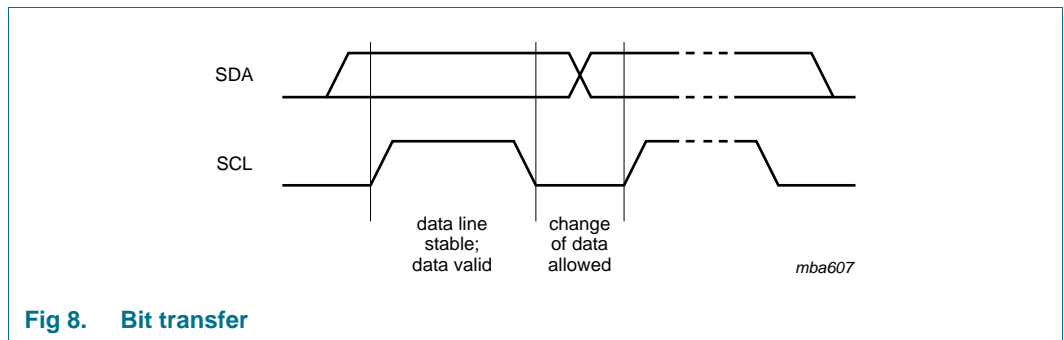 SDA
SCL
data line
stable;
data valid
change
of data
allowed
mba607
Fig 8. Bit transfer